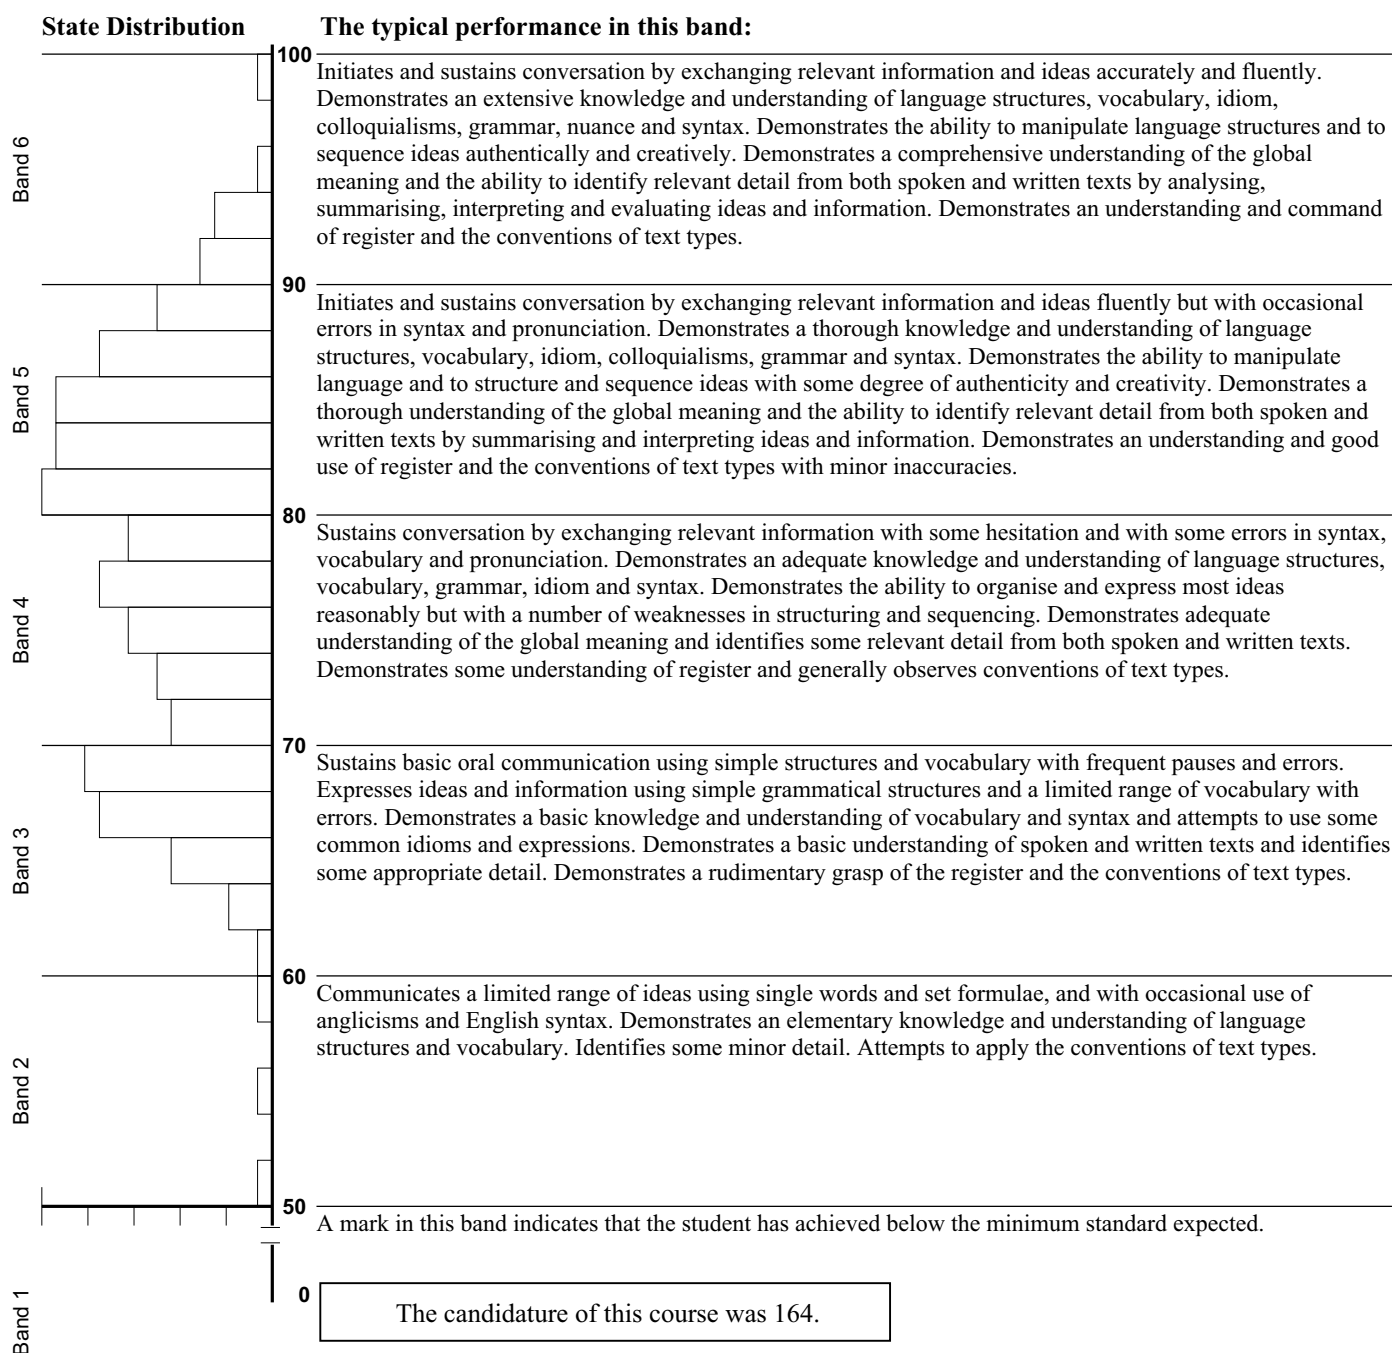 State Distribution
The typical performance in this band:
100
Band 6
Initiates and sustains conversation by exchanging relevant information and ideas accurately and fluently.
Demonstrates an extensive knowledge and understanding of language structures, vocabulary, idiom,
colloquialisms, grammar, nuance and syntax. Demonstrates the ability to manipulate language structures and to
sequence ideas authentically and creatively. Demonstrates a comprehensive understanding of the global
meaning and the ability to identify relevant detail from both spoken and written texts by analysing,
summarising, interpreting and evaluating ideas and information. Demonstrates an understanding and command
of register and the conventions of text types.
90
Band 5
Initiates and sustains conversation by exchanging relevant information and ideas fluently but with occasional
errors in syntax and pronunciation. Demonstrates a thorough knowledge and understanding of language
structures, vocabulary, idiom, colloquialisms, grammar and syntax. Demonstrates the ability to manipulate
language and to structure and sequence ideas with some degree of authenticity and creativity. Demonstrates a
thorough understanding of the global meaning and the ability to identify relevant detail from both spoken and
written texts by summarising and interpreting ideas and information. Demonstrates an understanding and good
use of register and the conventions of text types with minor inaccuracies.
80
Band 4
Sustains conversation by exchanging relevant information with some hesitation and with some errors in syntax,
vocabulary and pronunciation. Demonstrates an adequate knowledge and understanding of language structures,
vocabulary, grammar, idiom and syntax. Demonstrates the ability to organise and express most ideas
reasonably but with a number of weaknesses in structuring and sequencing. Demonstrates adequate
understanding of the global meaning and identifies some relevant detail from both spoken and written texts.
Demonstrates some understanding of register and generally observes conventions of text types.
70
Band 3
Sustains basic oral communication using simple structures and vocabulary with frequent pauses and errors.
Expresses ideas and information using simple grammatical structures and a limited range of vocabulary with
errors. Demonstrates a basic knowledge and understanding of vocabulary and syntax and attempts to use some
common idioms and expressions. Demonstrates a basic understanding of spoken and written texts and identifies
some appropriate detail. Demonstrates a rudimentary grasp of the register and the conventions of text types.
60
Band 2
Communicates a limited range of ideas using single words and set formulae, and with occasional use of
anglicisms and English syntax. Demonstrates an elementary knowledge and understanding of language
structures and vocabulary. Identifies some minor detail. Attempts to apply the conventions of text types.
50
A mark in this band indicates that the student has achieved below the minimum standard expected.
Band 1
0
The candidature of this course was 164.